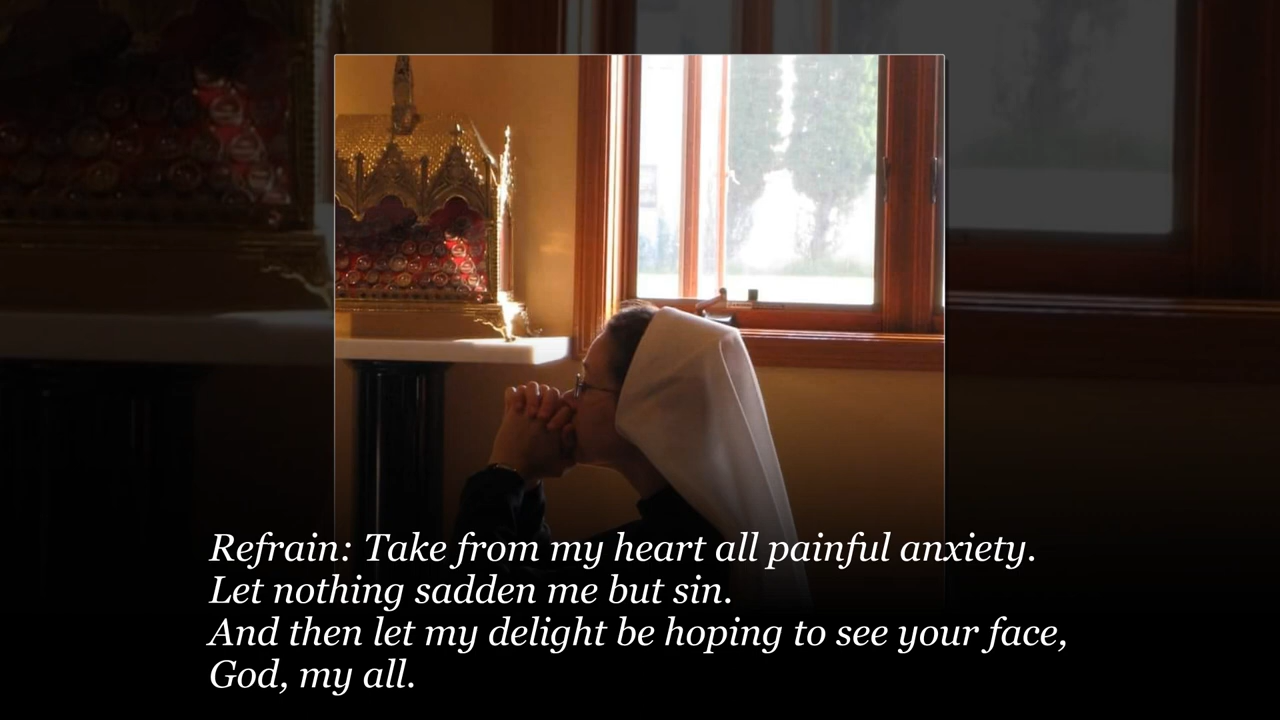 Refrain: Take from my heart all painful anxiety.
Let nothing sadden me but sin.
And then let my delight be hoping to see your face,
God, my all.